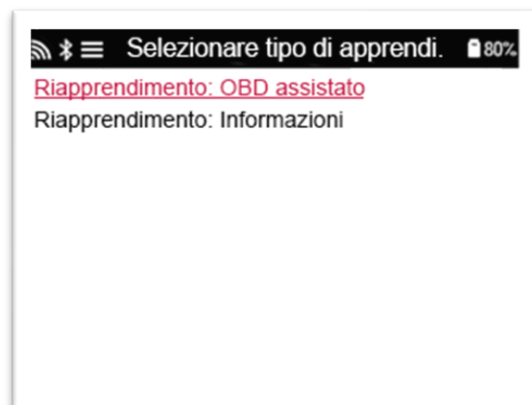 Selezionare tipo di apprendi. 80%
Riapprendimento: OBD assistato
Riapprendimento: Informazioni